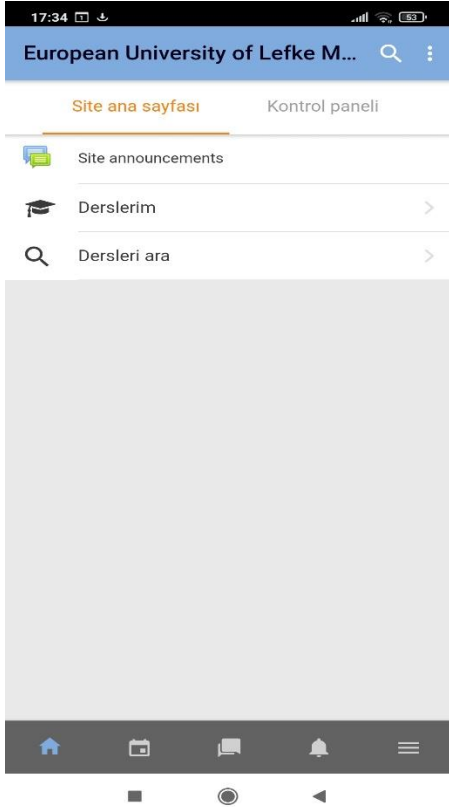 17:34
53
European University of Lefke M...
Site ana sayfası
Kontrol paneli
Site announcements
Derslerim
Dersleri ara